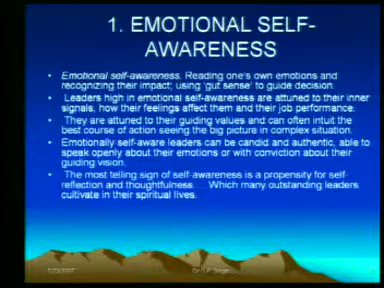 1. EMOTIONAL SELF-
AWARENESS
• Emotional self-awareness. Reading one's own emotions and
recognizing their impact; using 'gut sense' to guide decision.
• Leaders high in emotional self-awareness are attuned to their inner
signals, how their feelings affect them and their job performance.
• They are attuned to their guiding values and can often intuit the
best course of action seeing the big picture in complex situation.
• Emotionally self-aware leaders can be candid and authentic, able to
speak openly about their emotions or with conviction about their
guiding vision.
• The most telling sign of self-awareness is a propensity for self-
reflection and thoughtfulness.....Which many outstanding leaders
cultivate in their spiritual lives.
Singh